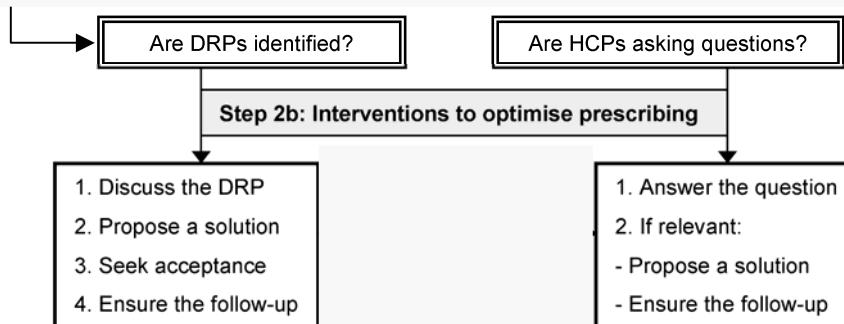 Are DRPs identified?
Are HCPs asking questions?
Step 2b: Interventions to optimise prescribing
1. Discuss the DRP
2. Propose a solution
3. Seek acceptance
4. Ensure the follow-up
1. Answer the question
2. If relevant:
- Propose a solution
- Ensure the follow-up